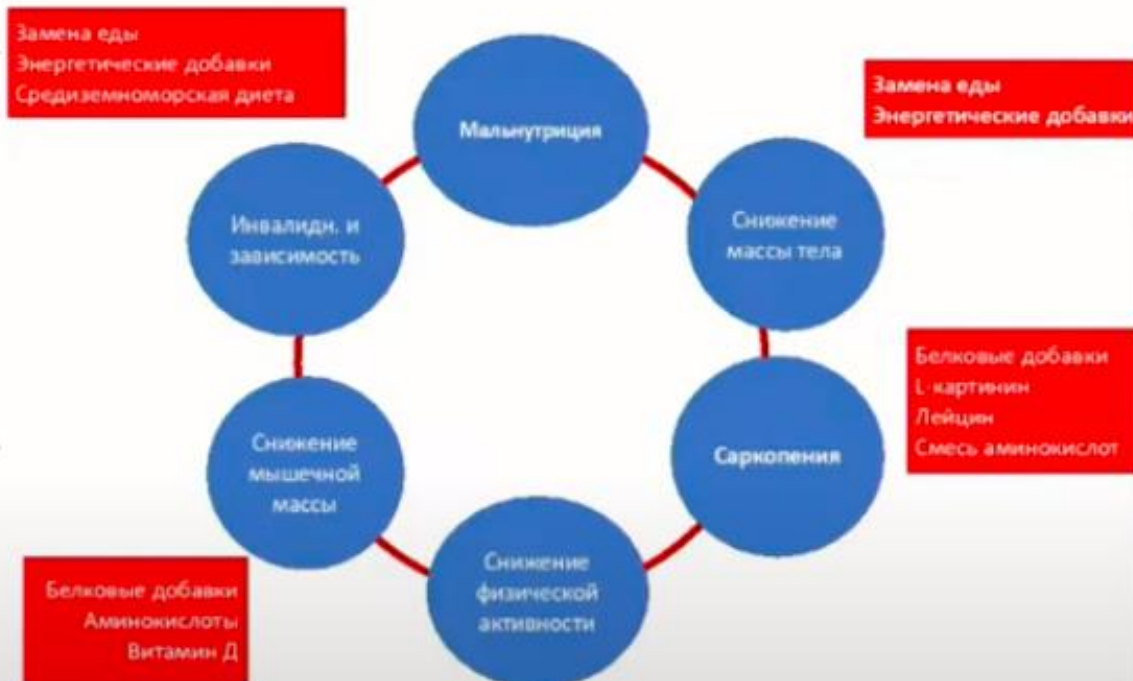 Замена еды
Энергетические добавки
Средиземноморская диета
Мальнутриция
Замена еды
Энергетические добавки
Инвалидн. и
зависимость
Снижение
массы тела
Белковые добавки
L-картинин
Лейцин
Смесь аминокислот
Саркопения
Снижение
мышечной
массы
Снижение
физической
активности
Белковые добавки
Аминокислоты
Витамин Д